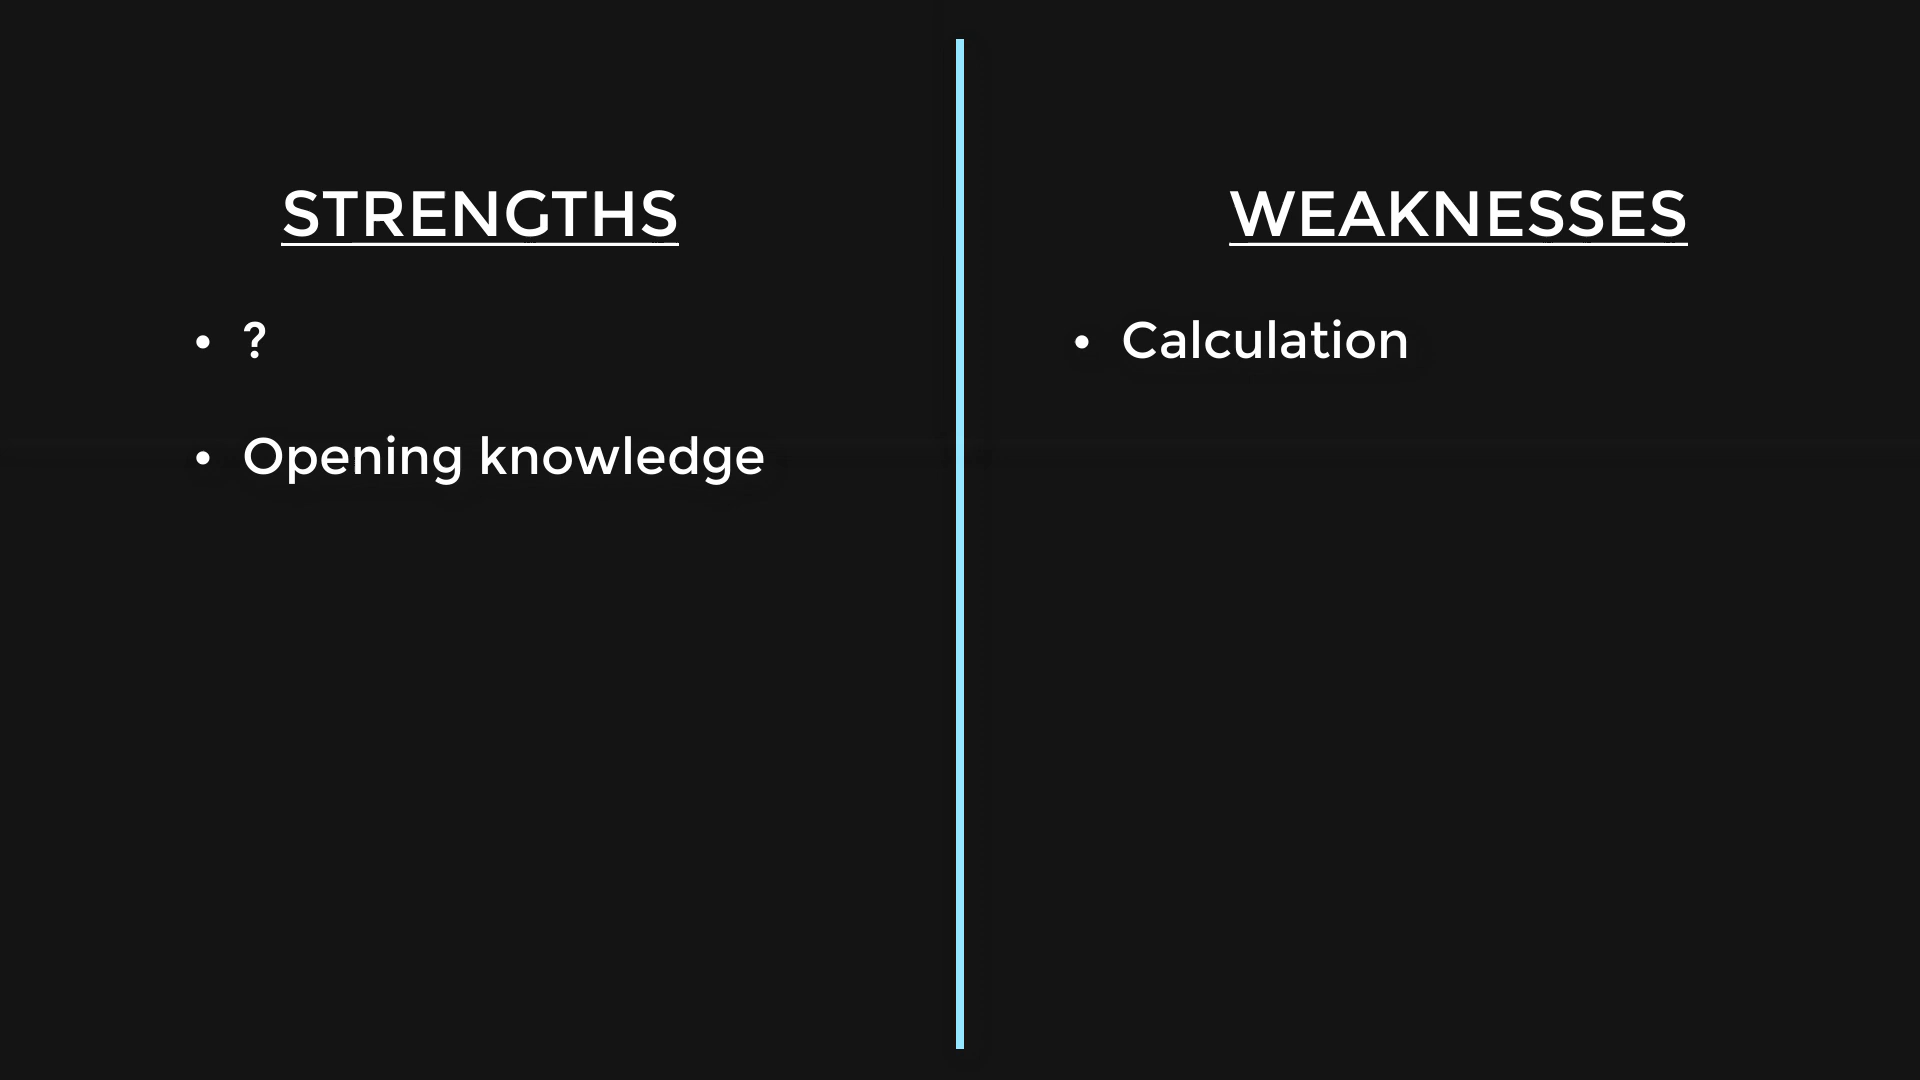 STRENGTHS
• ?
• Opening knowledge
WEAKNESSES
• Calculation